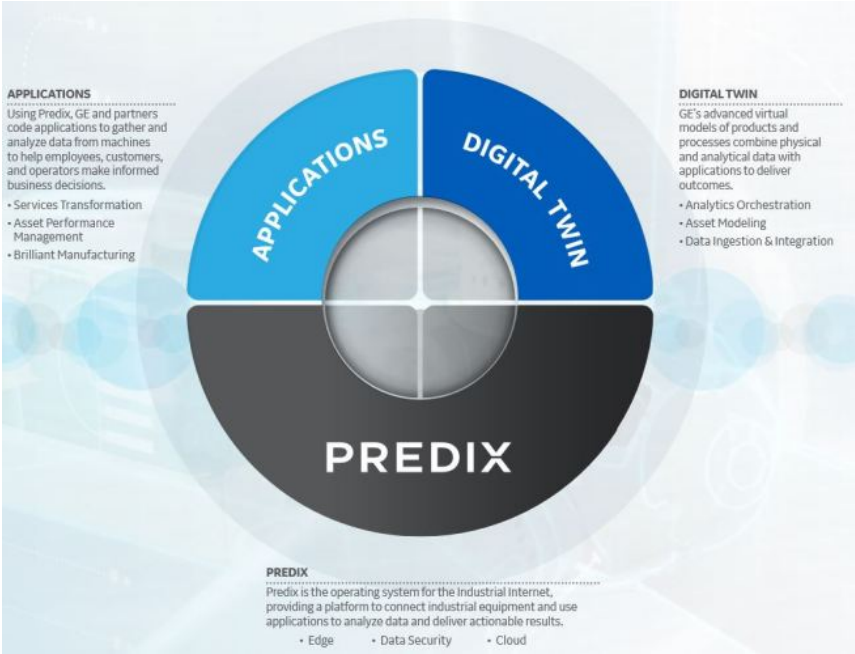 APPLICATIONS
Using Predix, GE and partners
code applications to gather and
analyze data from machines
to help employees, customers,
and operators make informed
business decisions.
• Services Transformation
• Asset Performance
Management
• Brilliant Manufacturing
APPLICATIONS
DIGITAL TWIN
PREDIX
DIGITAL TWIN
GE's advanced virtual
models of products and
processes combine physical
and analytical data with
applications to deliver
outcomes.
• Analytics Orchestration
• Asset Modeling
• Data Ingestion & Integration
PREDIX
Predix is the operating system for the Industrial Internet,
providing a platform to connect industrial equipment and use
applications to analyze data and deliver actionable results.
• Edge • Data Security • Cloud